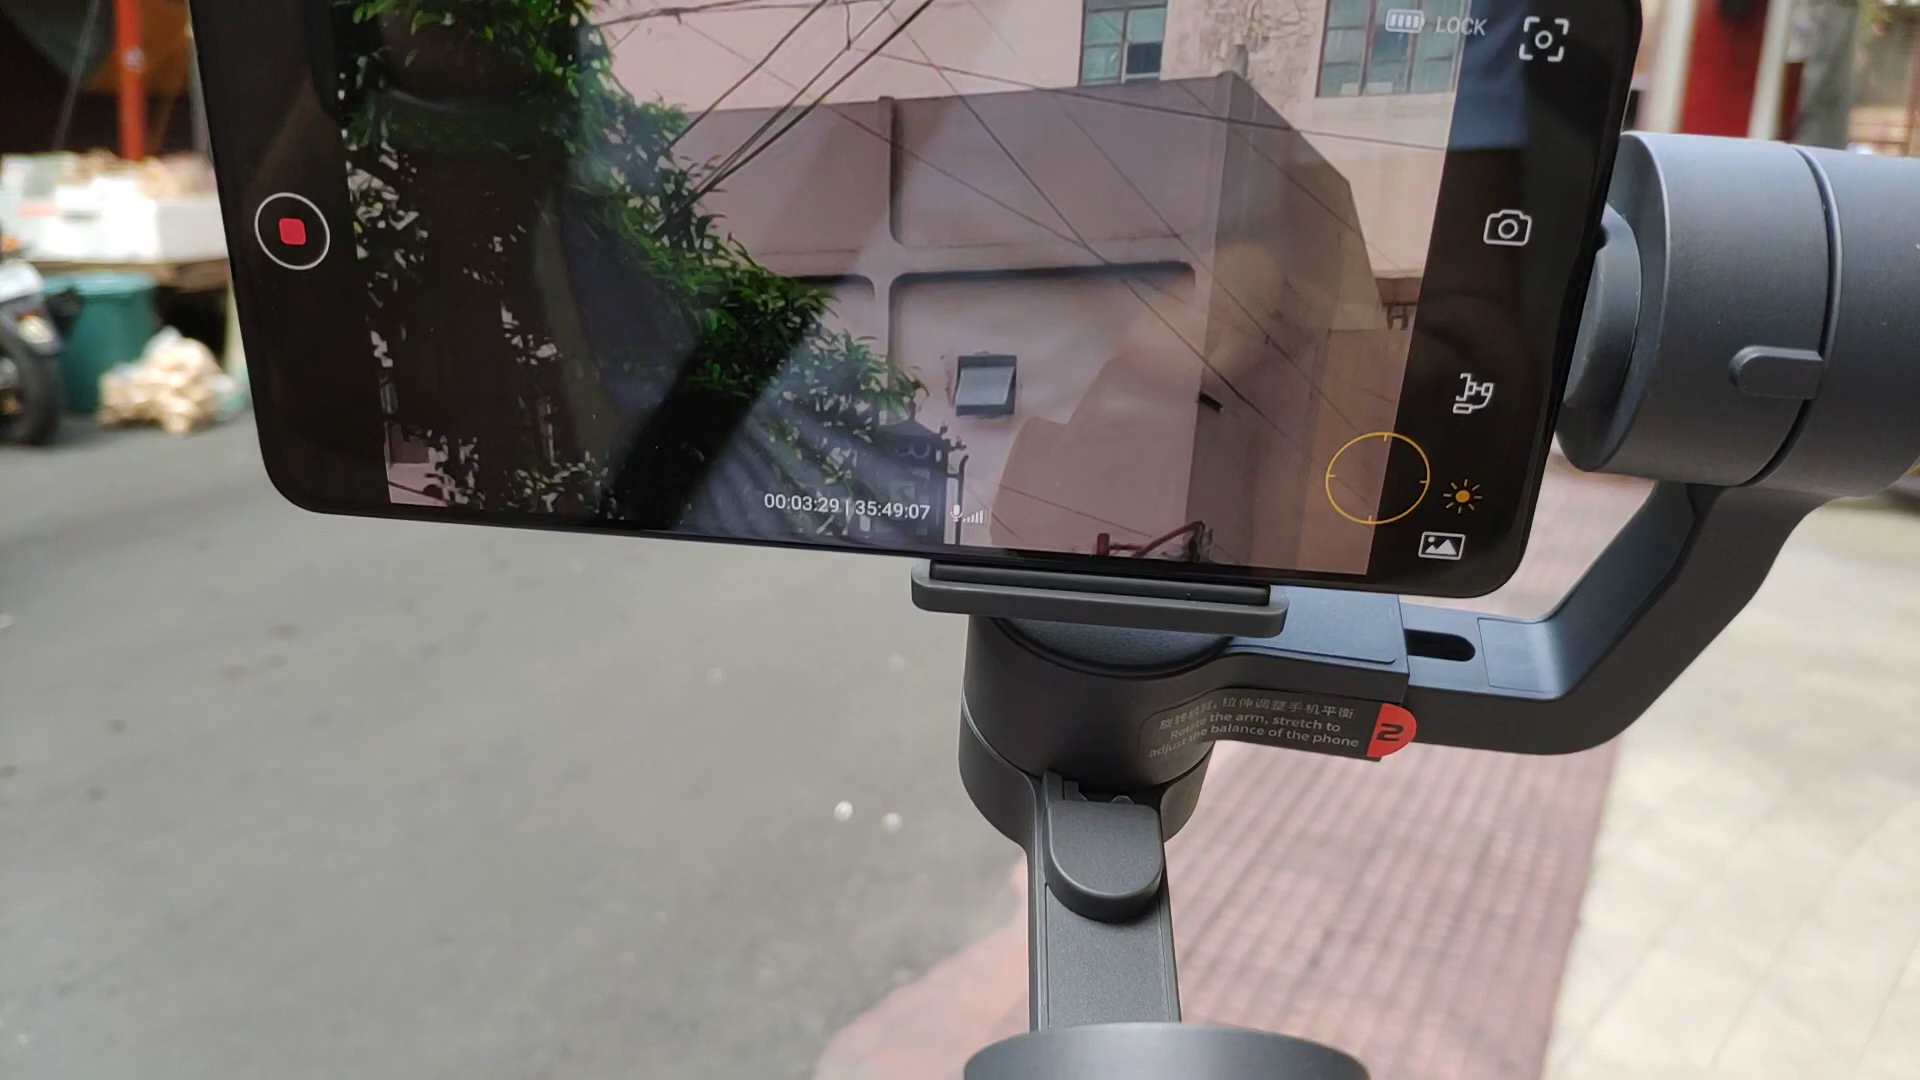 LOCK
00:03:29 | 35:49:07
旋转机臂，拉伸调整手机平衡
Rotate the arm, stretch to
adjust the balance of the phone
2